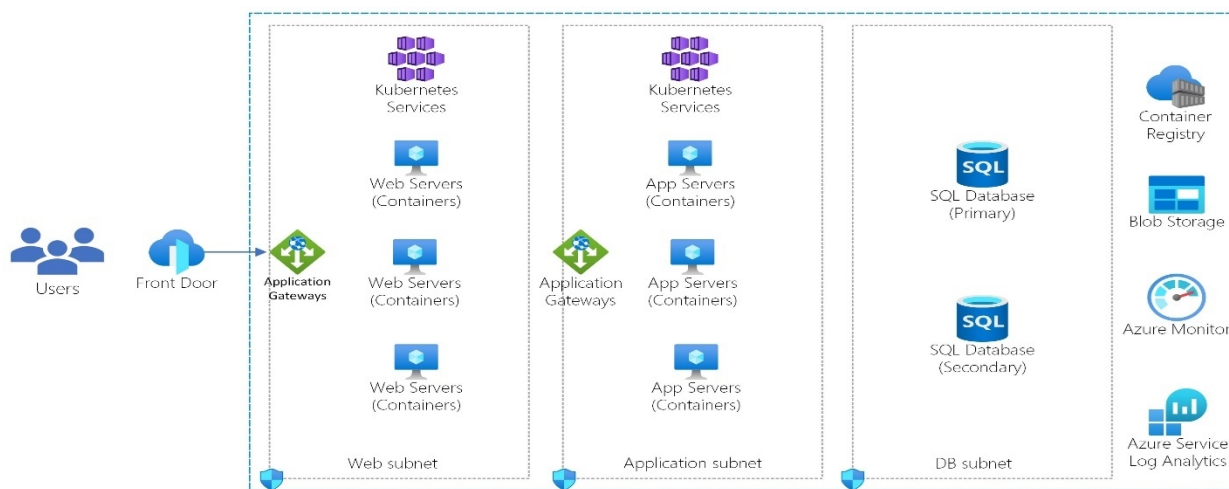 Users
Front Door
Application
Gateways
Kubernetes
Services
Web Servers
(Containers)
Web Servers
(Containers)
Web Servers
(Containers)
Web subnet
Application
Gateways
Kubernetes
Services
App Servers
(Containers)
App Servers
(Containers)
App Servers
(Containers)
Application subnet
SQL
SQL Database
(Primary)
SQL
SQL Database
(Secondary)
DB subnet
Container
Registry
Blob Storage
Azure Monitor
Azure Service
Log Analytics